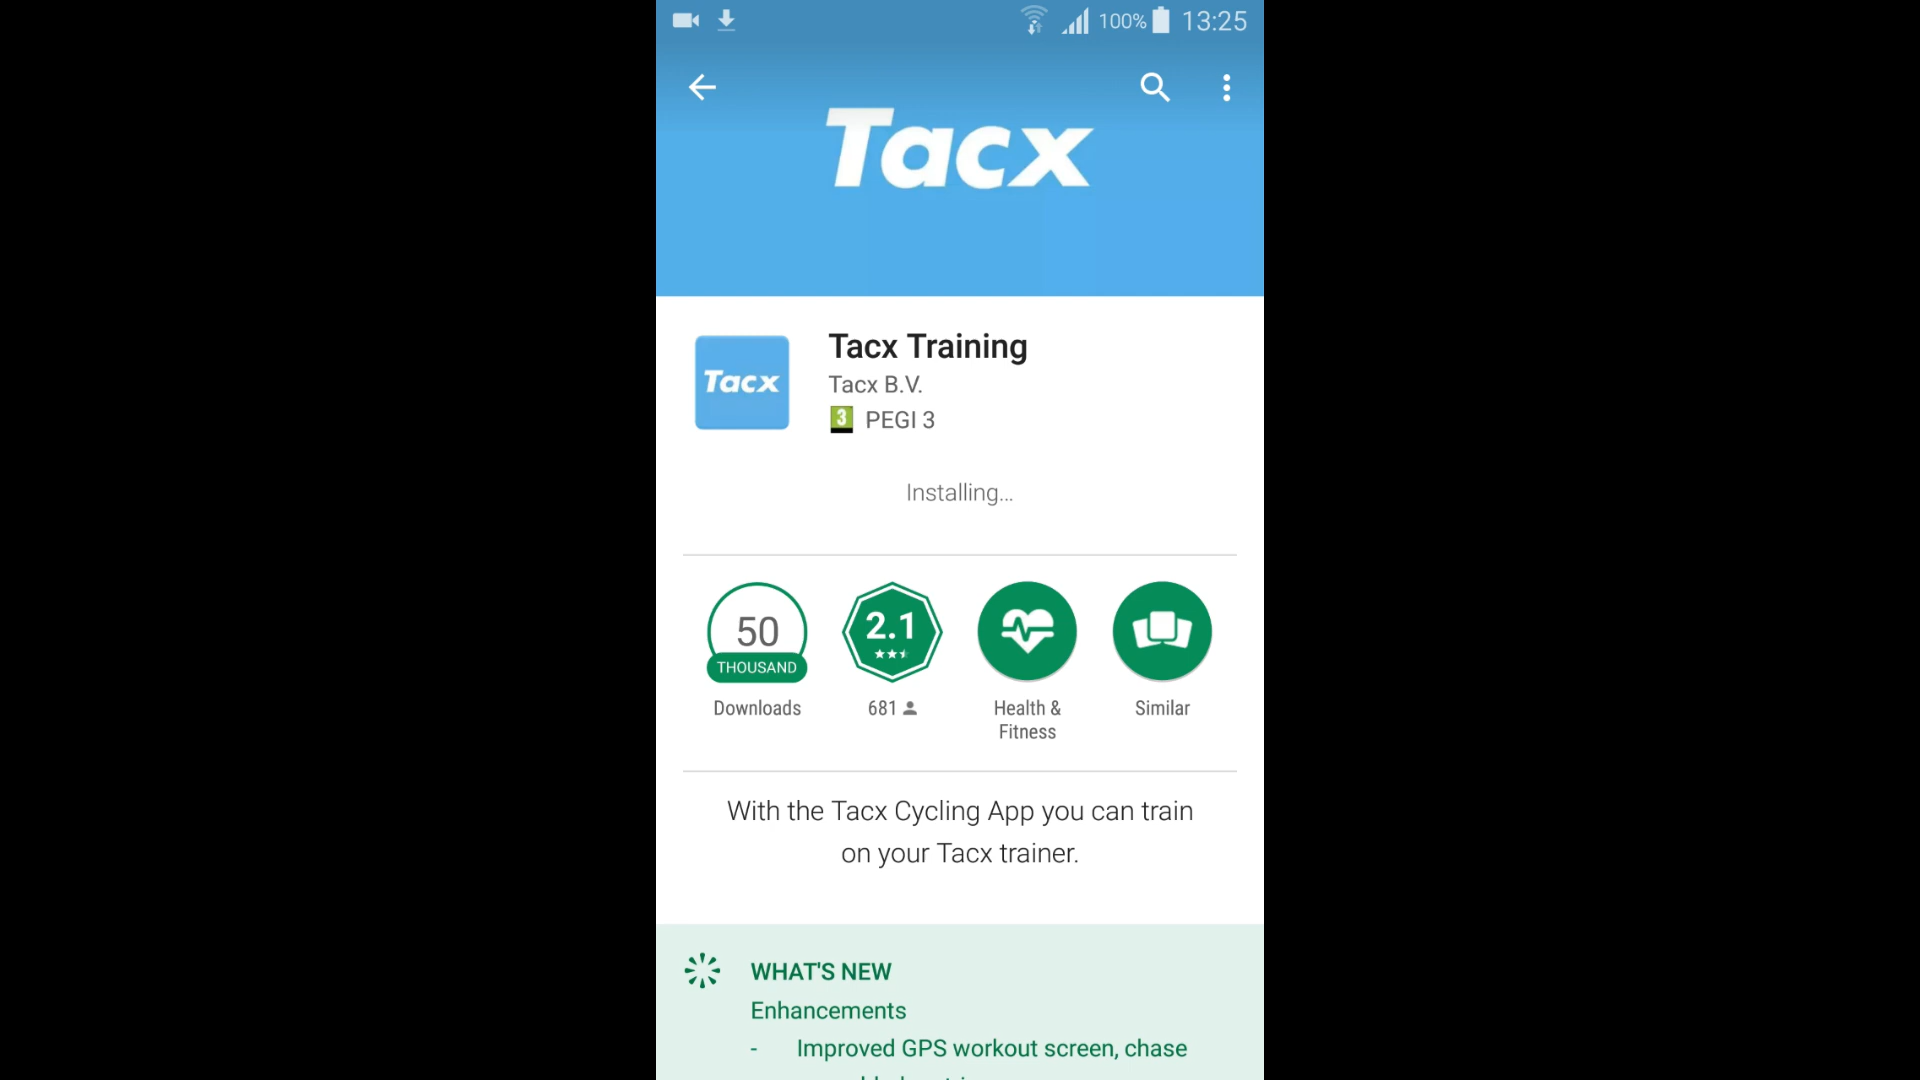 100% 13:25
Tacx
Tacx Training
Tacx
Tacx B.V.
3 PEGI 3
Installing...
50
THOUSAND
2.1
Downloads
681
Health &
Fitness
Similar
With the Tacx Cycling App you can train
on your Tacx trainer.
WHAT'S NEW
Enhancements
- Improved GPS workout screen, chase